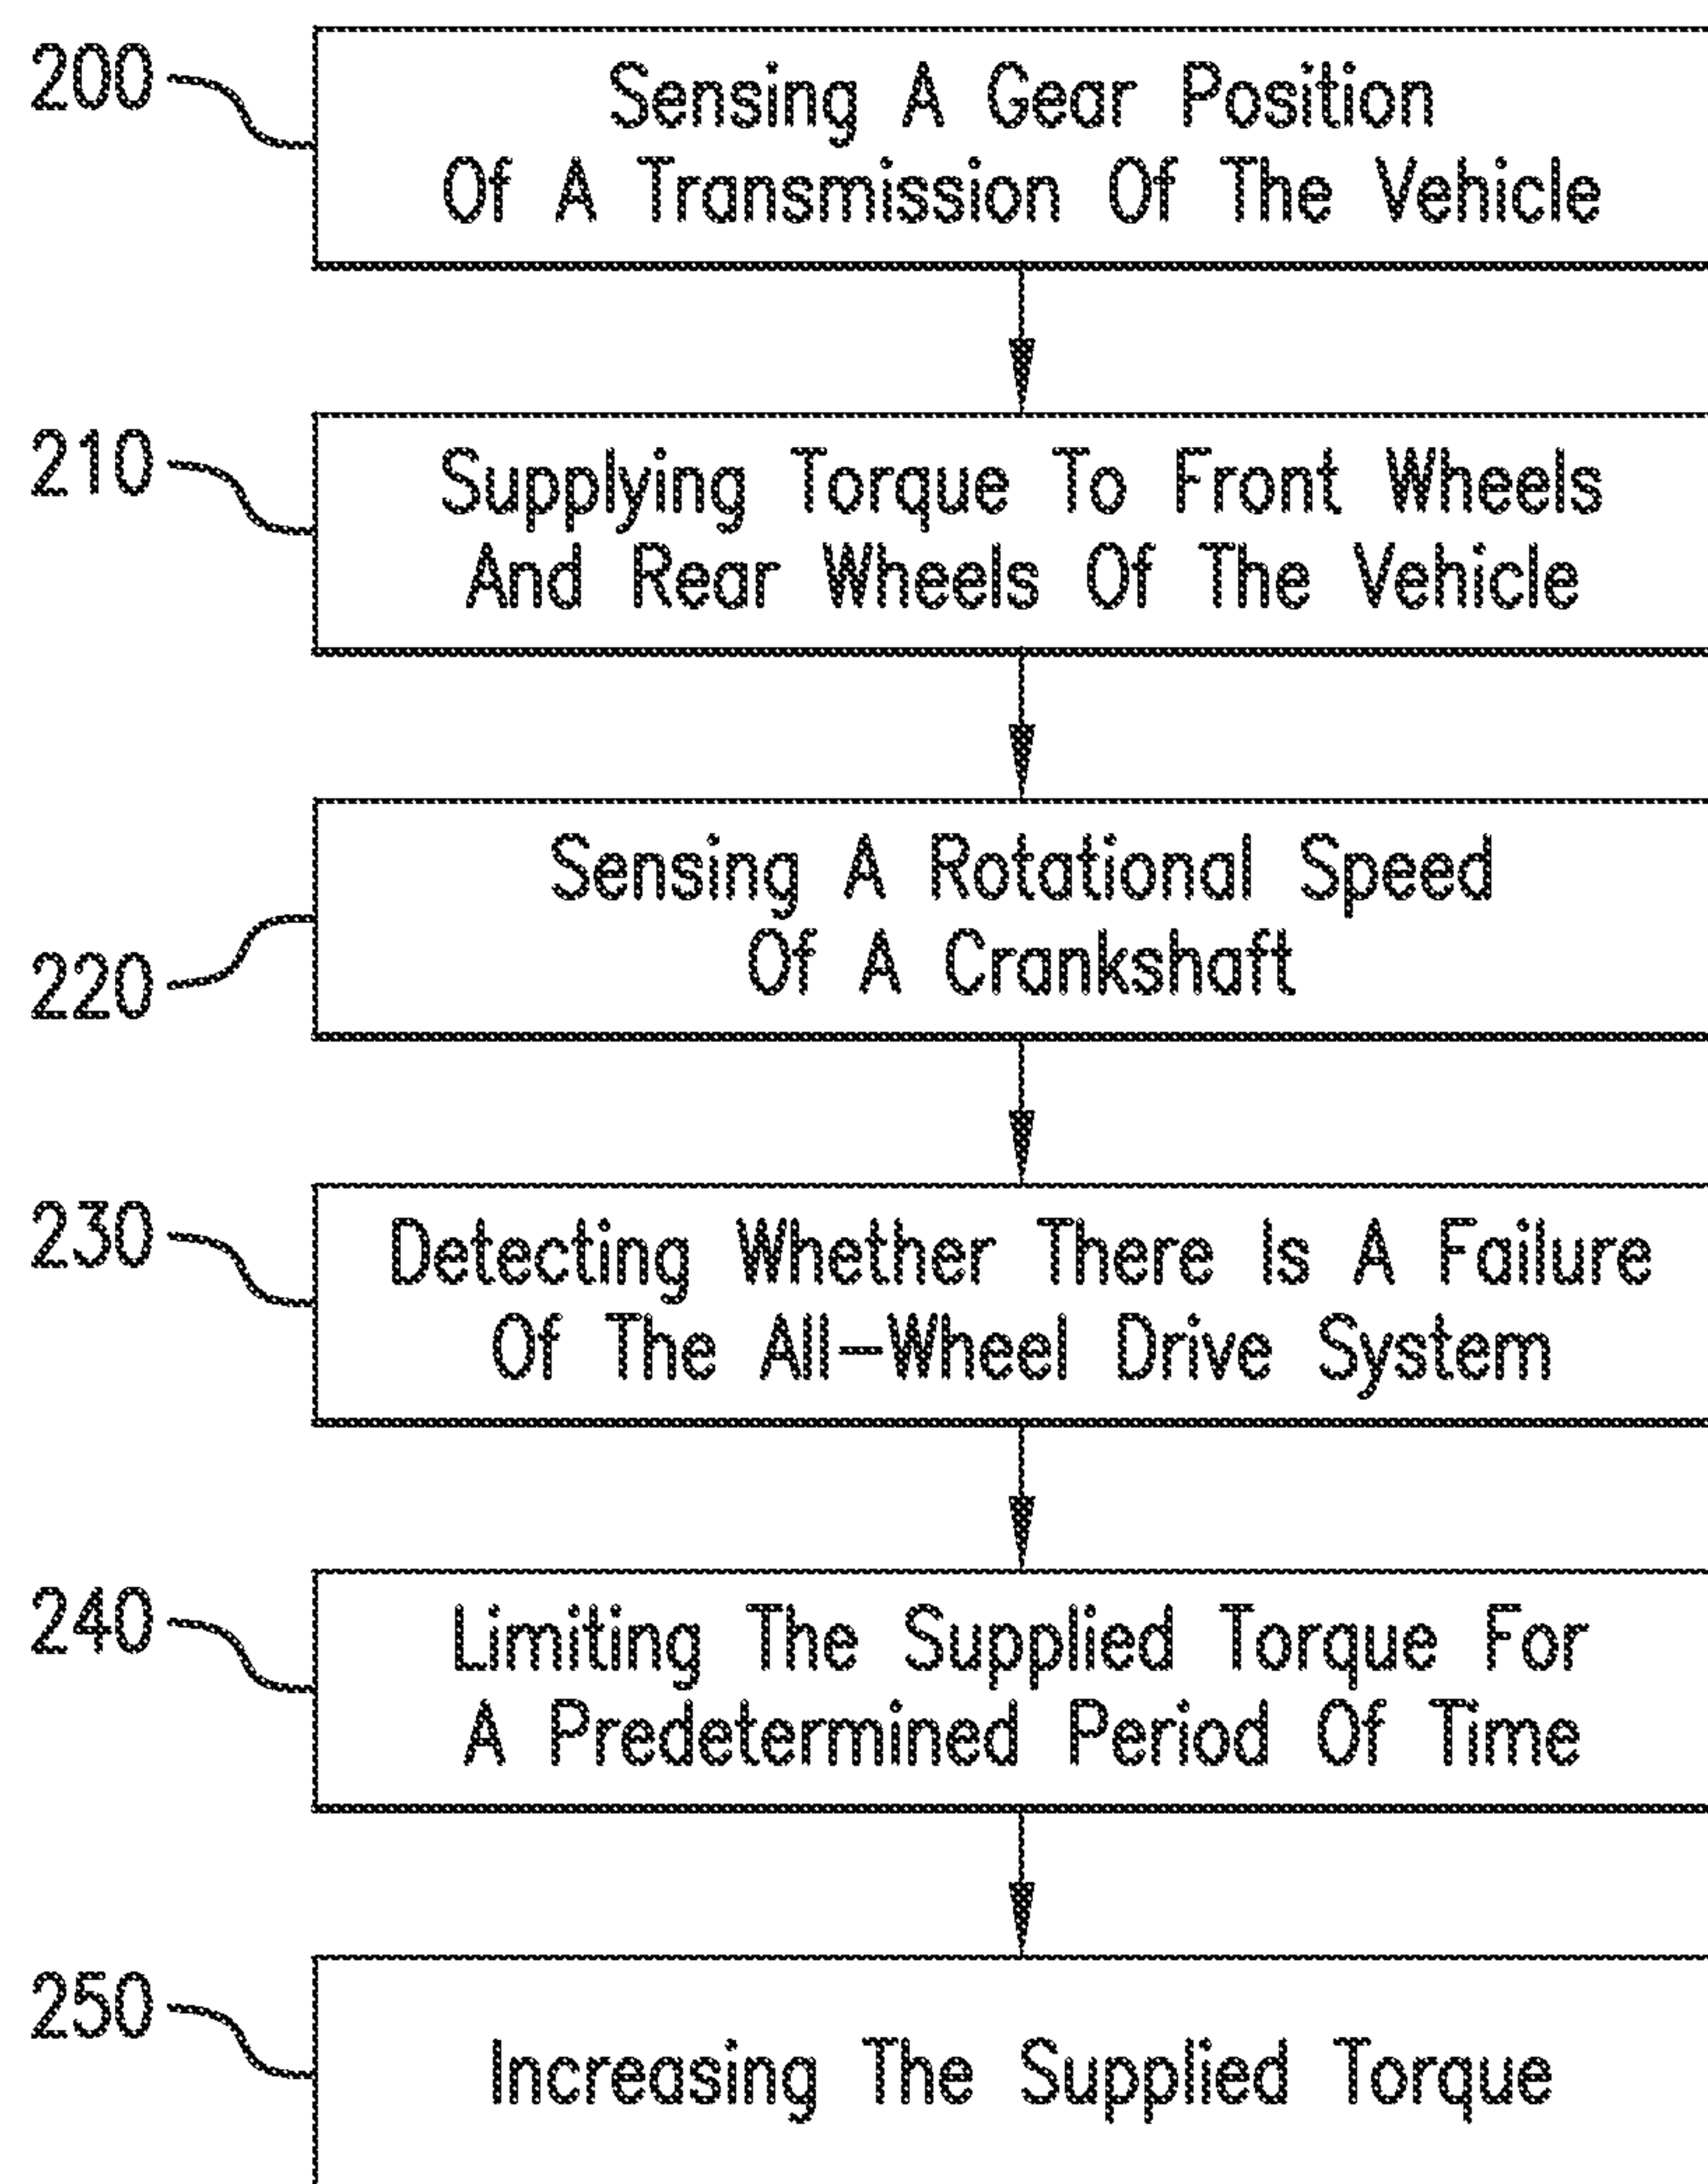 200
Sensing A Gear Position
Of A Transmission Of The Vehicle
210
Supplying Torque To Front Wheels
And Rear Wheels Of The Vehicle
Sensing A Rotational Speed
Of A Crankshaft
220
230
Detecting Whether There Is A Failure
Of The All-Wheel Drive System
240
Limiting The Supplied Torque For
A Predetermined Period Of Time
250
Increasing The Supplied Torque